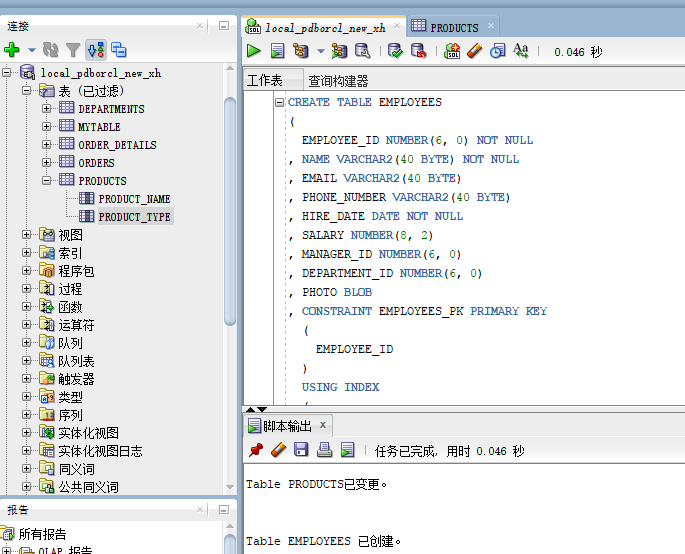 连接
local_pdborcl_new_xh
表 (已过滤)
DEPARTMENTS
MYTABLE
ORDER_DETAILS
ORDERS
PRODUCTS
PRODUCT_NAME
PRODUCT_TYPE
视图
索引
程序包
过程
函数
运算符
队列
队列表
触发器
类型
序列
实体化视图
实体化视图日志
同义词
公共同义词
报告
所有报告
OLAP 报告
local_pdborcl_new_xh
PRODUCTS
0.046 秒
工作表
查询构建器
CREATE TABLE EMPLOYEES
(
EMPLOYEE_ID NUMBER(6, 0) NOT NULL
, NAME VARCHAR2(40 BYTE) NOT NULL
, EMAIL VARCHAR2(40 BYTE)
, PHONE_NUMBER VARCHAR2(40 BYTE)
, HIRE_DATE DATE NOT NULL
, SALARY NUMBER(8, 2)
, MANAGER_ID NUMBER(6, 0)
, DEPARTMENT_ID NUMBER(6, 0)
, PHOTO BLOB
, CONSTRAINT EMPLOYEES_PK PRIMARY KEY
(
EMPLOYEE_ID
)
USING INDEX
脚本输出 x
任务已完成, 用时 0.046 秒
Table PRODUCTS已变更。
Table EMPLOYEES 已创建。